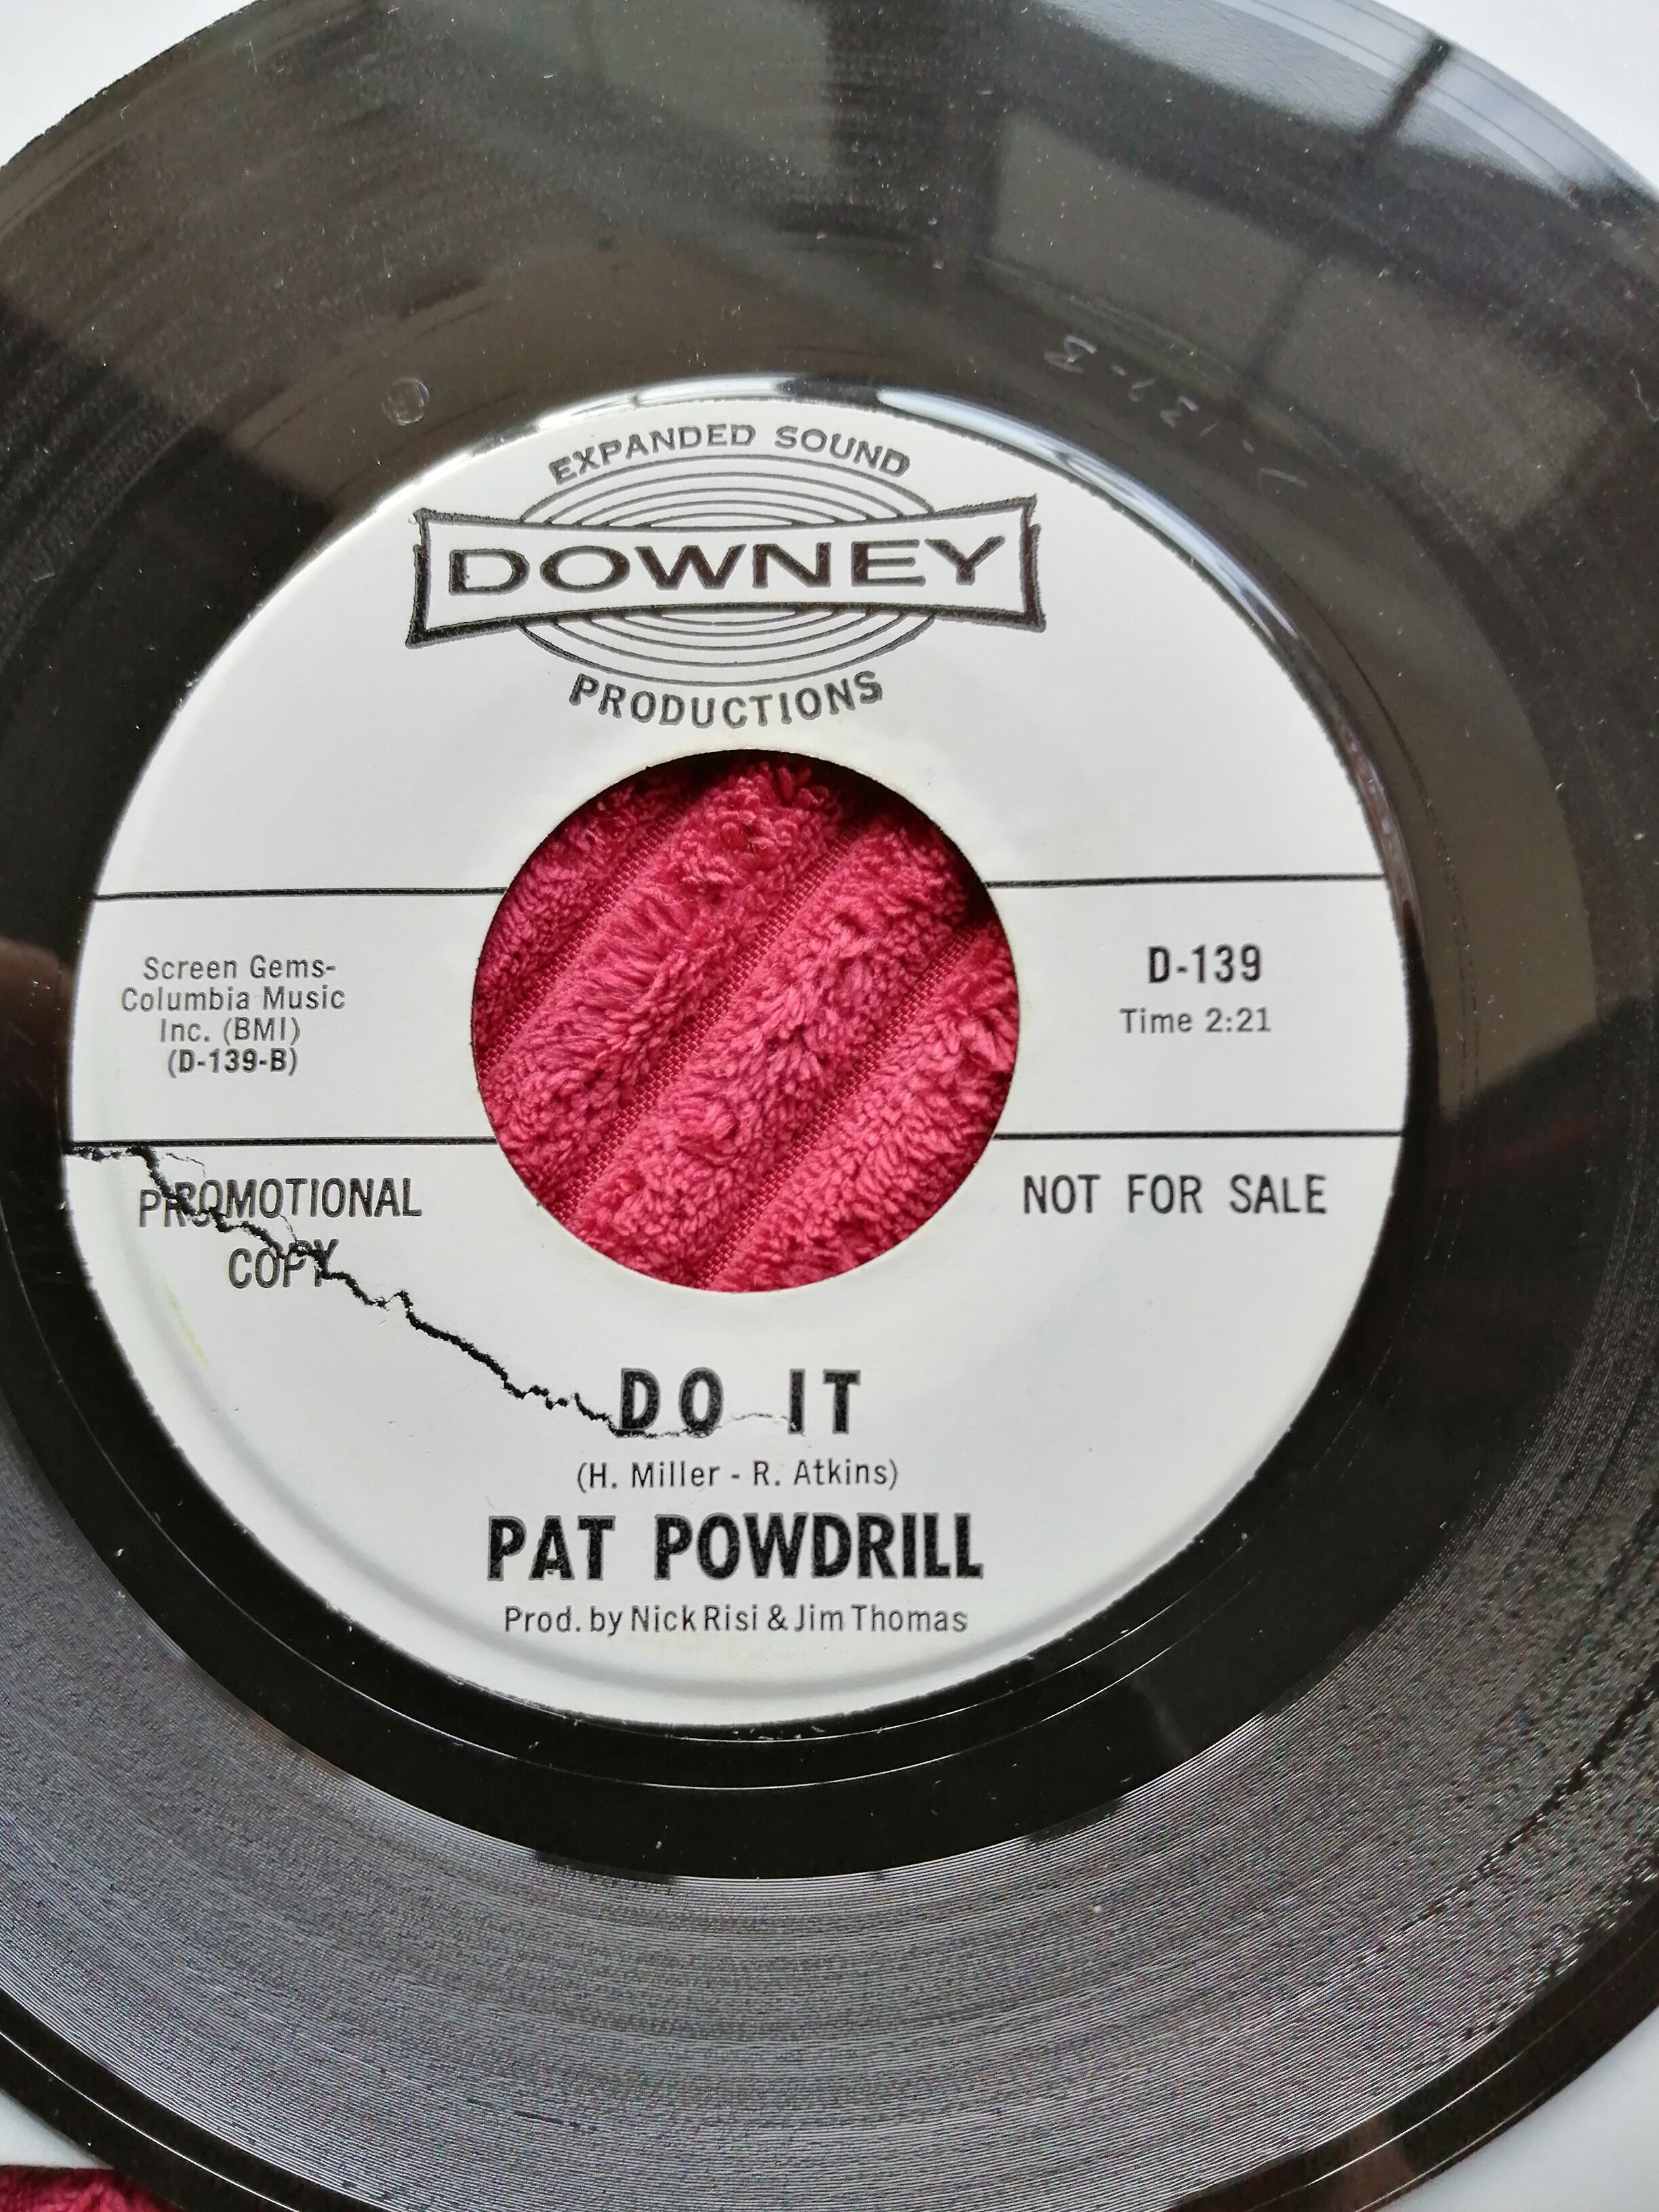 D-139-B
EXPANDED SOUND
DOWNEY
PRODUCTIONS
Screen Gems-
Columbia Music
Inc. (BMI)
(D-139-B)
D-139
Time 2:21
PROMOTIONAL
COPY
NOT FOR SALE
DO IT
(H. Miller - R. Atkins)
PAT POWDRILL
Prod. by Nick Risi & Jim Thomas